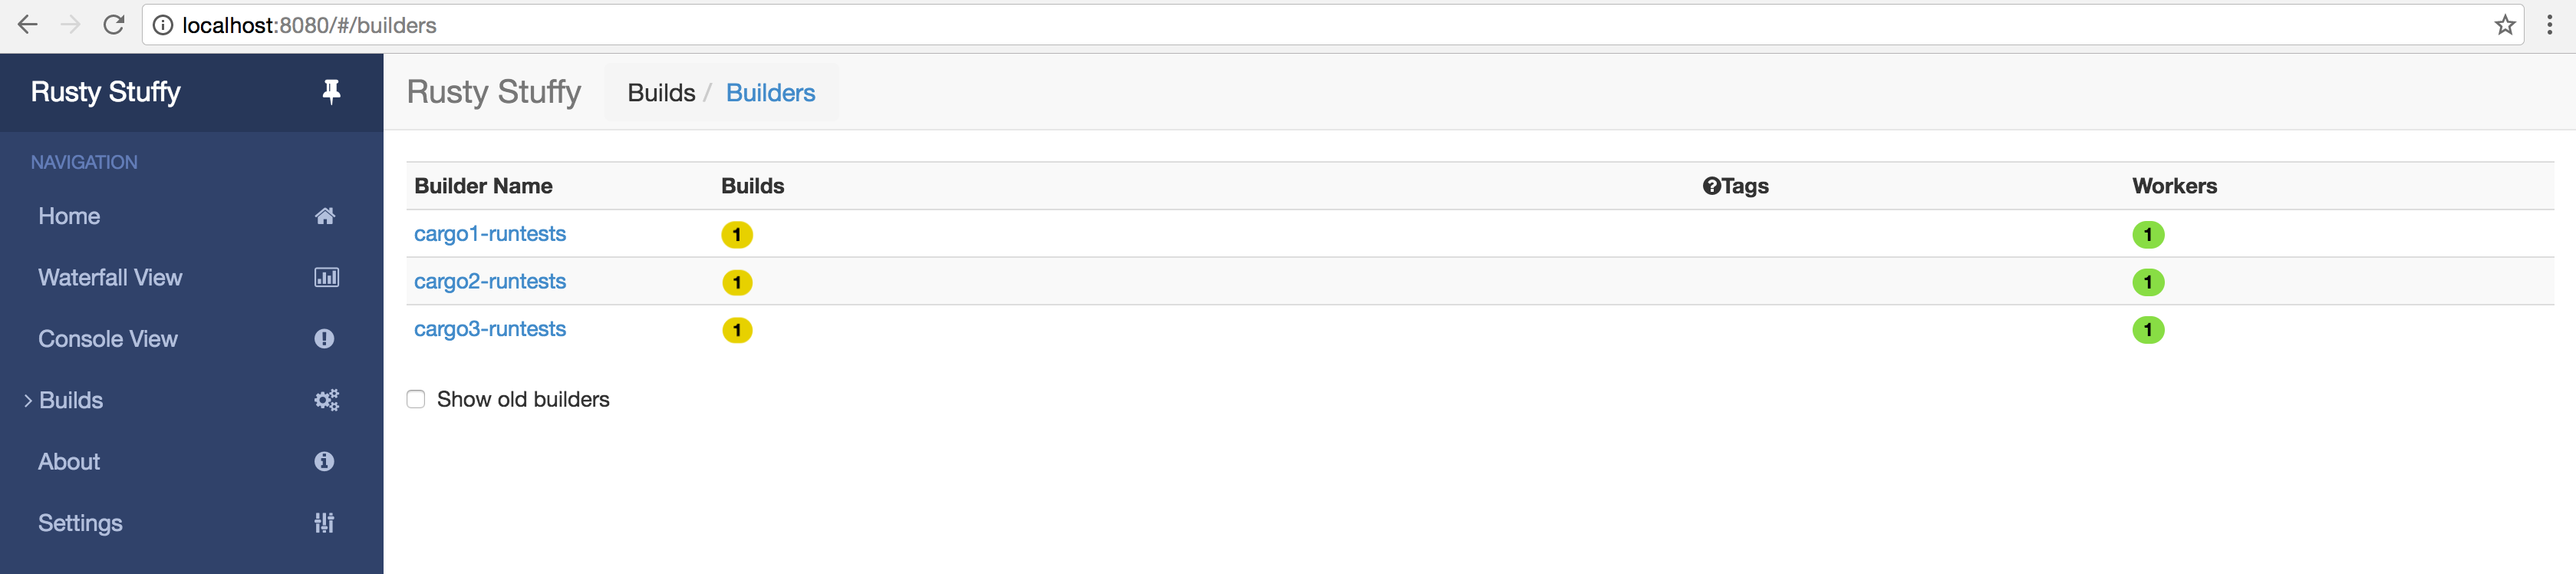 localhost:8080/#/builders
Rusty Stuffy
Rusty Stuffy Builds / Builders
NAVIGATION
Home
Waterfall View
Console View
Builds
About
Settings
Builder Name Builds Tags Workers
cargo1-runtests 1 1
cargo2-runtests 1 1
cargo3-runtests 1 1
Show old builders